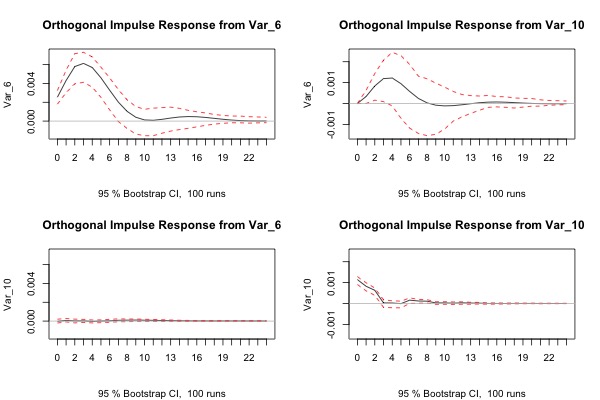 Orthogonal Impulse Response from Var_6
Var_6
0.004
0.000
0 2 4 6 8 10 13 16 19 22
95 % Bootstrap CI, 100 runs
Orthogonal Impulse Response from Var_10
Var_6
0.001
-0.001
0 2 4 6 8 10 13 16 19 22
95 % Bootstrap CI, 100 runs
Orthogonal Impulse Response from Var_6
Var_10
0.004
0.000
0 2 4 6 8 10 13 16 19 22
95 % Bootstrap CI, 100 runs
Orthogonal Impulse Response from Var_10
Var_10
0.001
-0.001
0 2 4 6 8 10 13 16 19 22
95 % Bootstrap CI, 100 runs